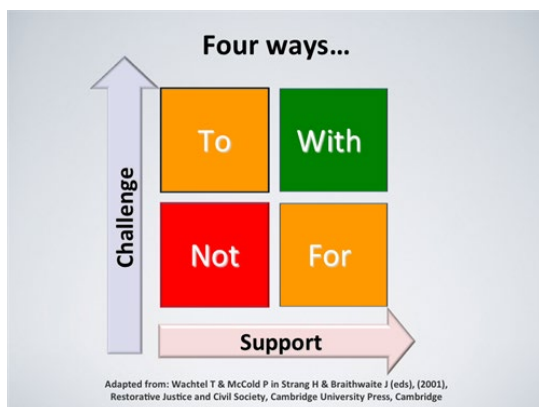 Four ways...
To
With
Challenge
Not
For
Support
Adapted from: Wachtel T & McCold P in Strang H & Braithwaite J (eds), (2001),
Restorative Justice and Civil Society, Cambridge University Press, Cambridge